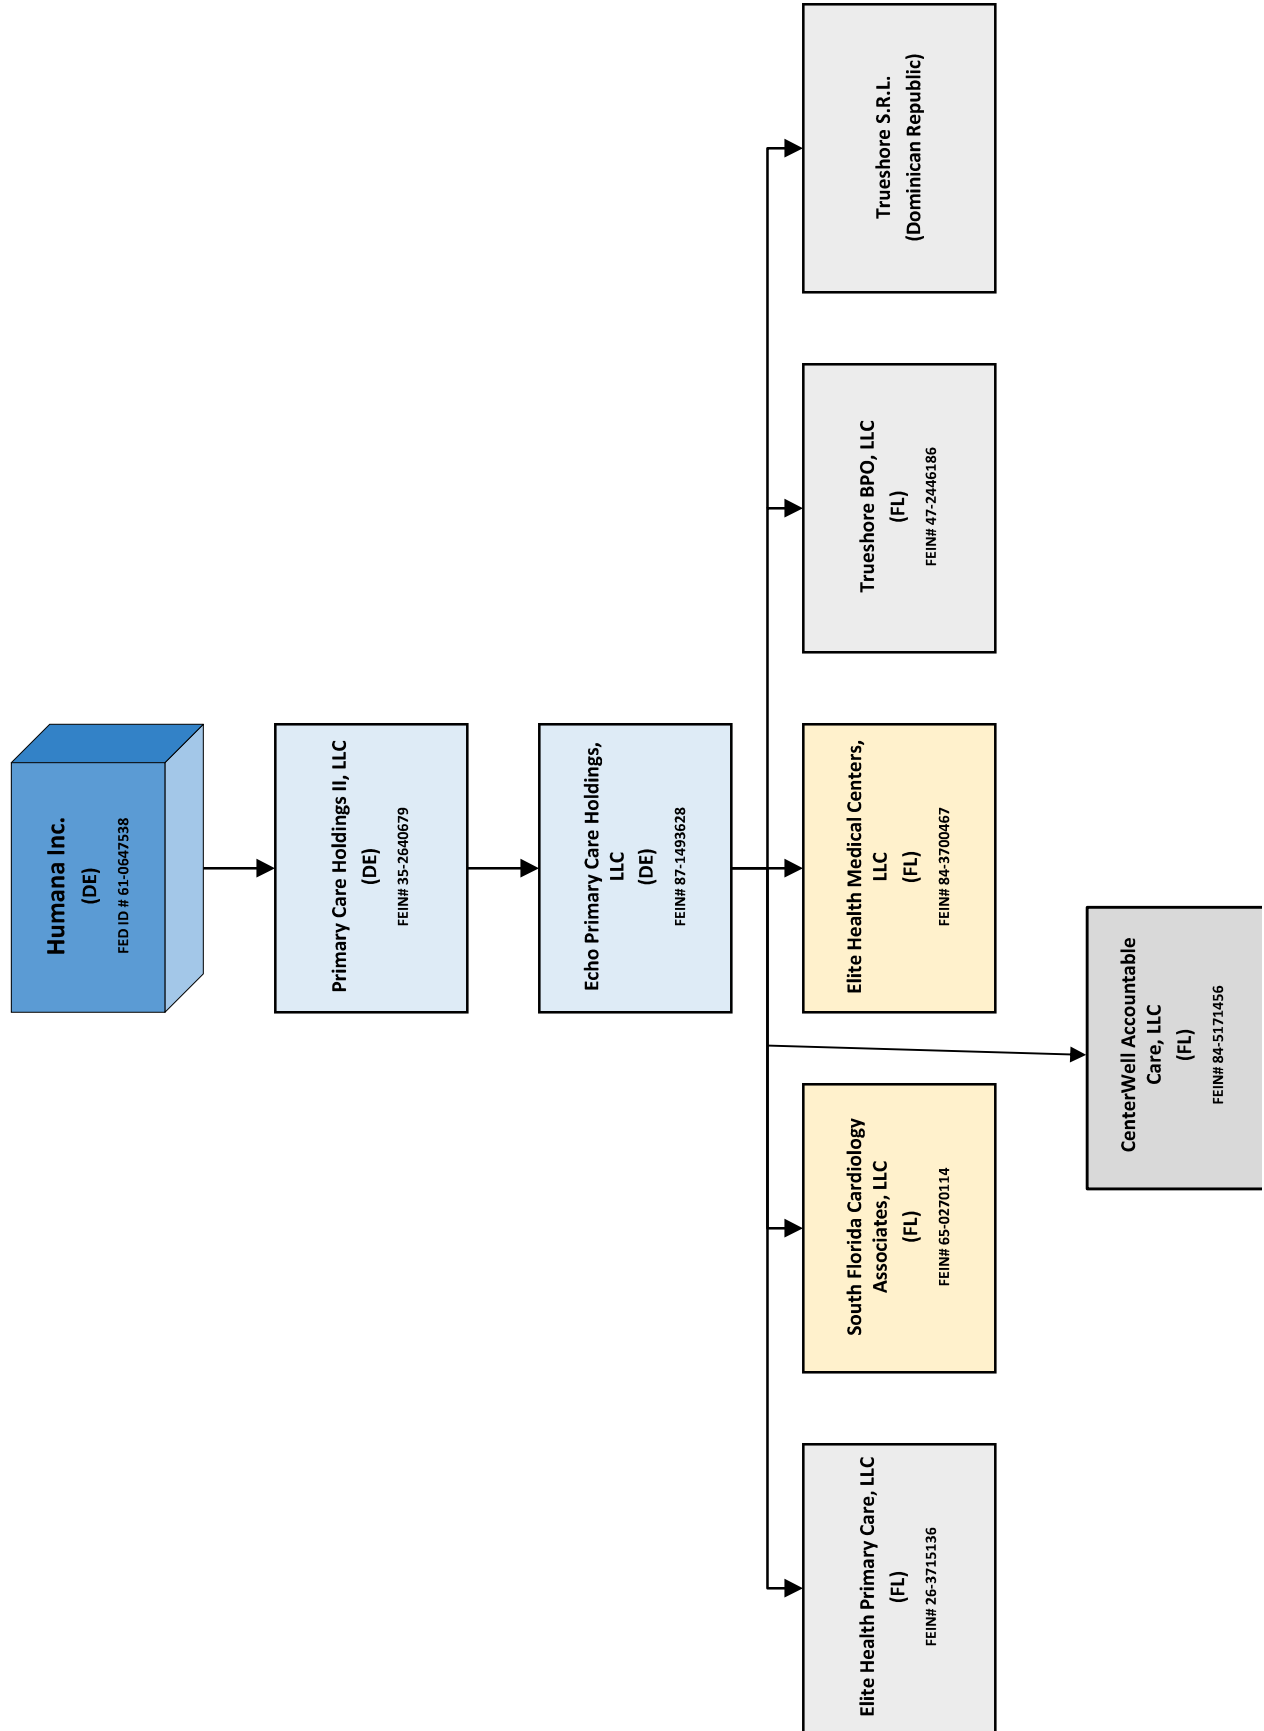 Humana Inc.
(DE)
FED ID # 61-0647538
Primary Care Holdings II, LLC
(DE)
FEIN# 35-2640679
Echo Primary Care Holdings,
LLC
(DE)
FEIN# 87-1493628
Elite Health Primary Care, LLC
(FL)
FEIN# 26-3715136
South Florida Cardiology
Associates, LLC
(FL)
FEIN# 65-0270114
Elite Health Medical Centers,
LLC
(FL)
FEIN# 84-3700467
Trueshore BPO, LLC
(FL)
FEIN# 47-2446186
Trueshore S.R.L.
(Dominican Republic)
CenterWell Accountable
Care, LLC
(FL)
FEIN# 84-5171456